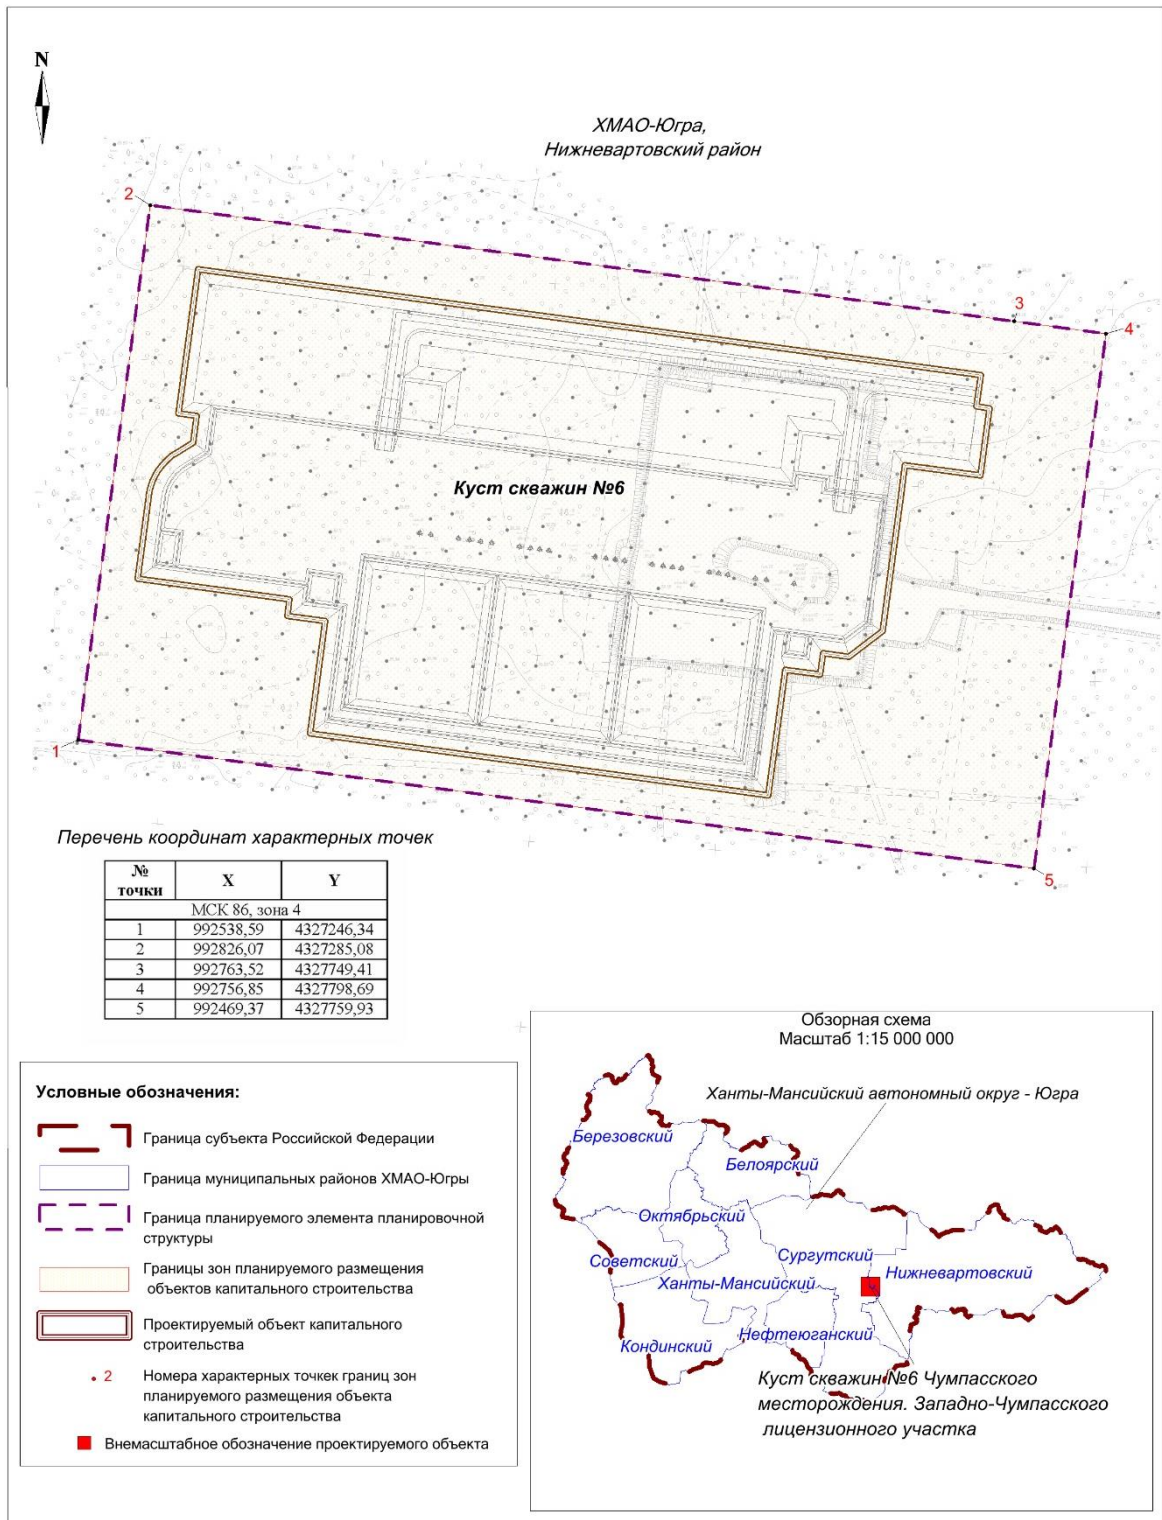 N
ХМАО-Югра,
Нижневартовский район
2
3
4
Куст скважин №6
1
5
Перечень координат характерных точек
№ точки X Y
МСК 86, зона 4
1 992538,59 4327246,34
2 992826,07 4327285,08
3 992763,52 4327749,41
4 992756,85 4327798,69
5 992469,37 4327759,93
Условные обозначения:
Граница субъекта Российской Федерации
Граница муниципальных районов ХМАО-Югры
Граница планируемого элемента планировочной
структуры
Границы зон планируемого размещения
объектов капитального строительства
Проектируемый объект капитального
строительства
2 Номера характерных точек границ зон
планируемого размещения объекта
капитального строительства
Внемасштабное обозначение проектируемого объекта
Обзорная схема
Масштаб 1:15 000 000
Ханты-Мансийский автономный округ - Югра
Березовский
Белоярский
Октябрьский
Советский
Сургутский
Нижневартовский
Ханты-Мансийский
Кондинский
Нефтеюганский
Куст скважин №6 Чумпасского
месторождения. Западно-Чумпасского
лицензионного участка